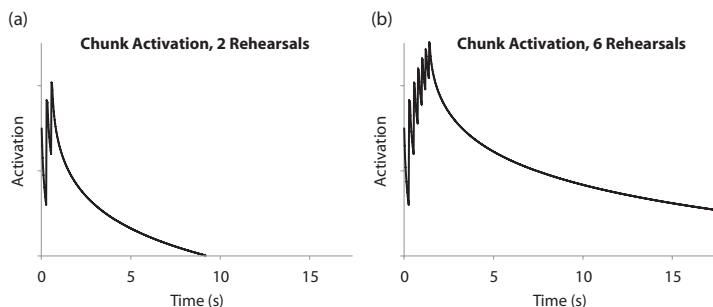 (a)
Chunk Activation, 2 Rehearsals
Activation
0 5 10 15
Time (s)
(b)
Chunk Activation, 6 Rehearsals
Activation
0 5 10 15
Time (s)